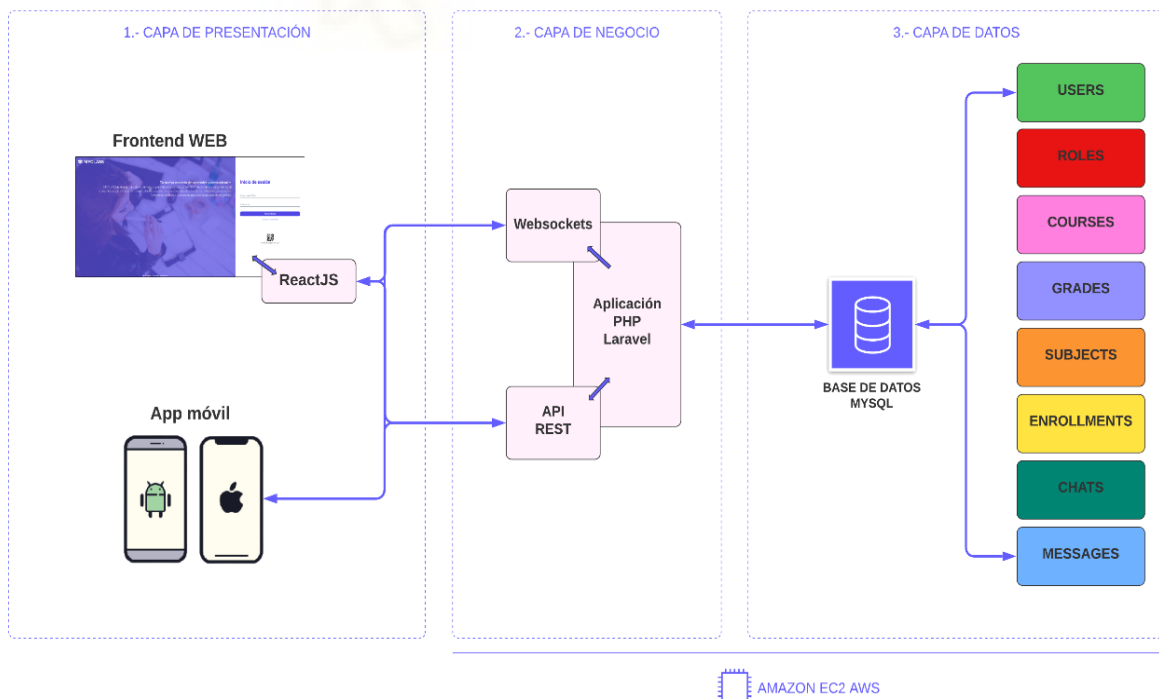 1.- CAPA DE PRESENTACIÓN
Frontend WEB
Inicio de sesión
ReactJS
App móvil
2.- CAPA DE NEGOCIO
Websockets
Aplicación
PHP
Laravel
API
REST
3.- CAPA DE DATOS
BASE DE DATOS
MYSQL
USERS
ROLES
COURSES
GRADES
SUBJECTS
ENROLLMENTS
CHATS
MESSAGES
AMAZON EC2 AWS